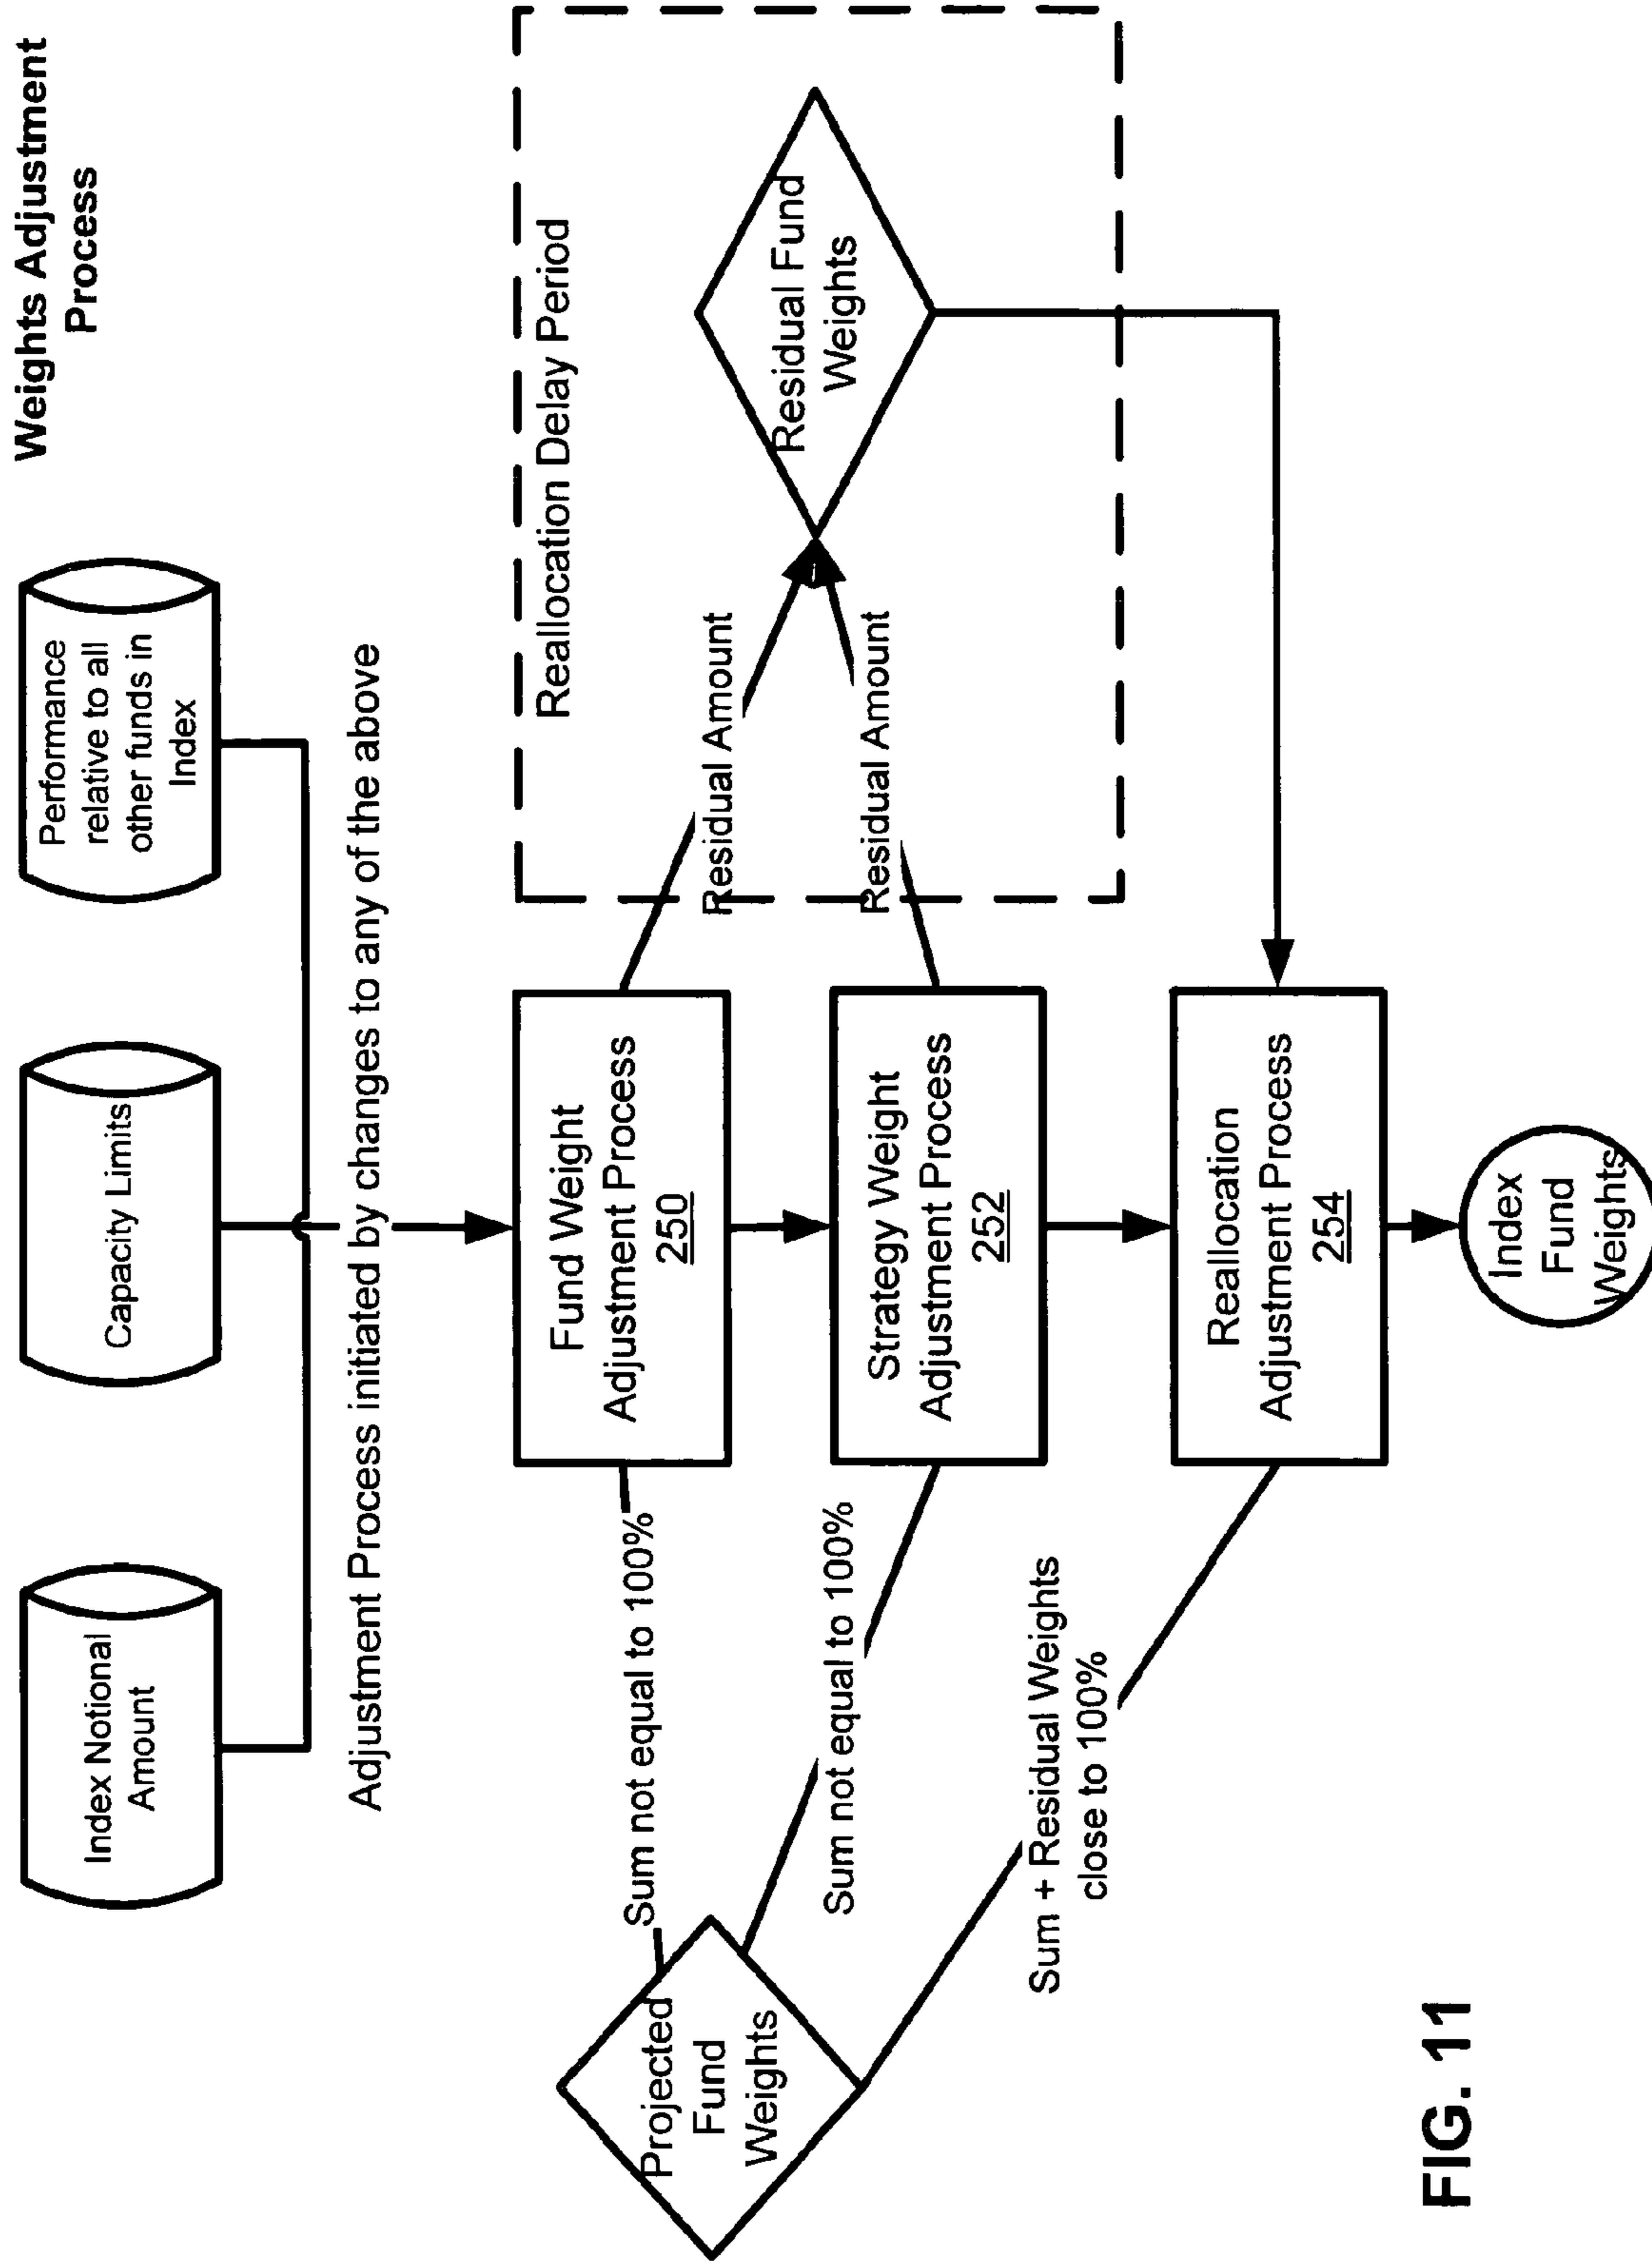 Weights Adjustment
Process
Index Notional
Amount
Capacity Limits
Performance
relative to all
other funds in
Index
Adjustment Process initiated by changes to any of the above
Reallocation Delay Period
Projected
Fund
Weights
Sum not equal to 100%
Fund Weight
Adjustment Process
250
Residual Amount
Residual Fund
Weights
Sum not equal to 100%
Strategy Weight
Adjustment Process
252
Residual Amount
Sum + Residual Weights
close to 100%
Reallocation
Adjustment Process
254
Index
Fund
Weights
FIG. 11